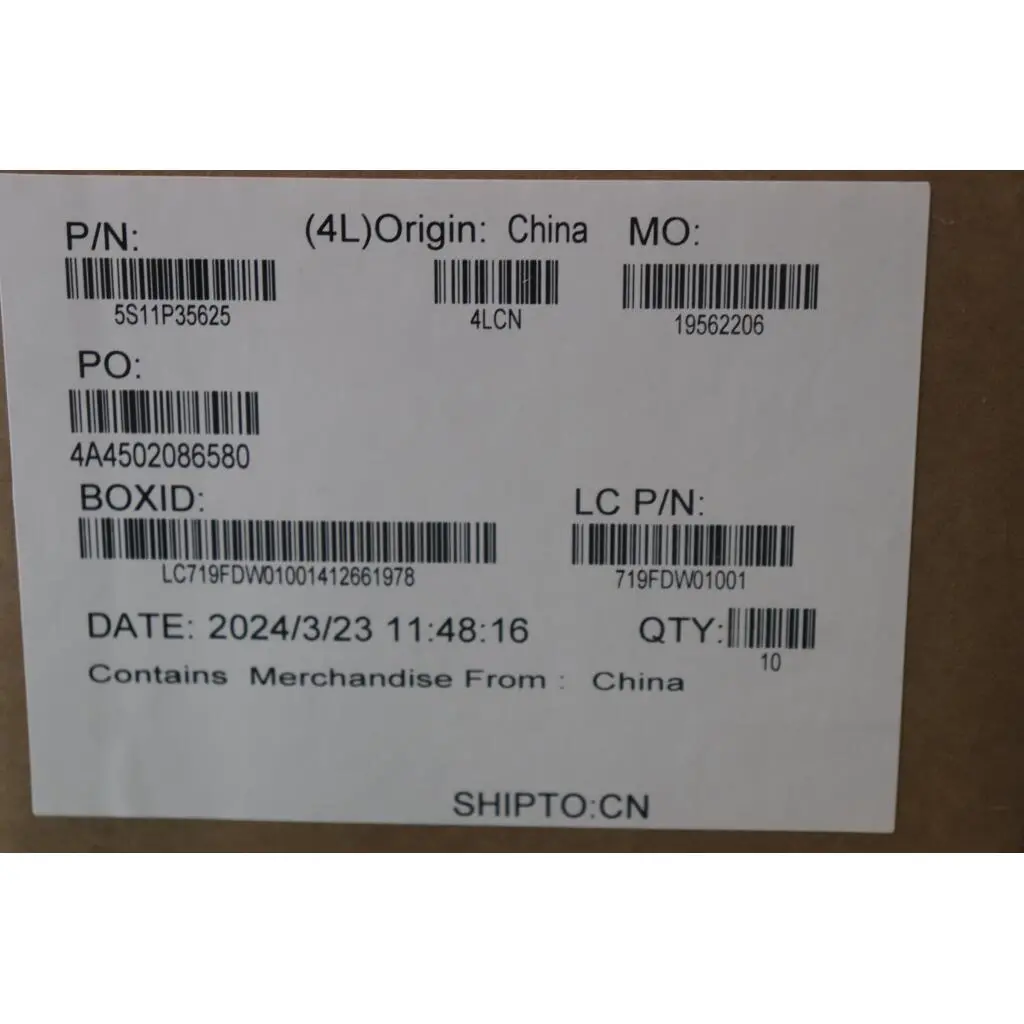 P/N: (4L)Origin: China MO:
5S11P35625 4LCN 19562206
PO:
4A4502086580
BOXID: LC P/N:
LC719FDW01001412661978 719FDW01001
DATE: 2024/3/23 11:48:16 QTY:
10
Contains Merchandise From : China
SHIPTO:CN